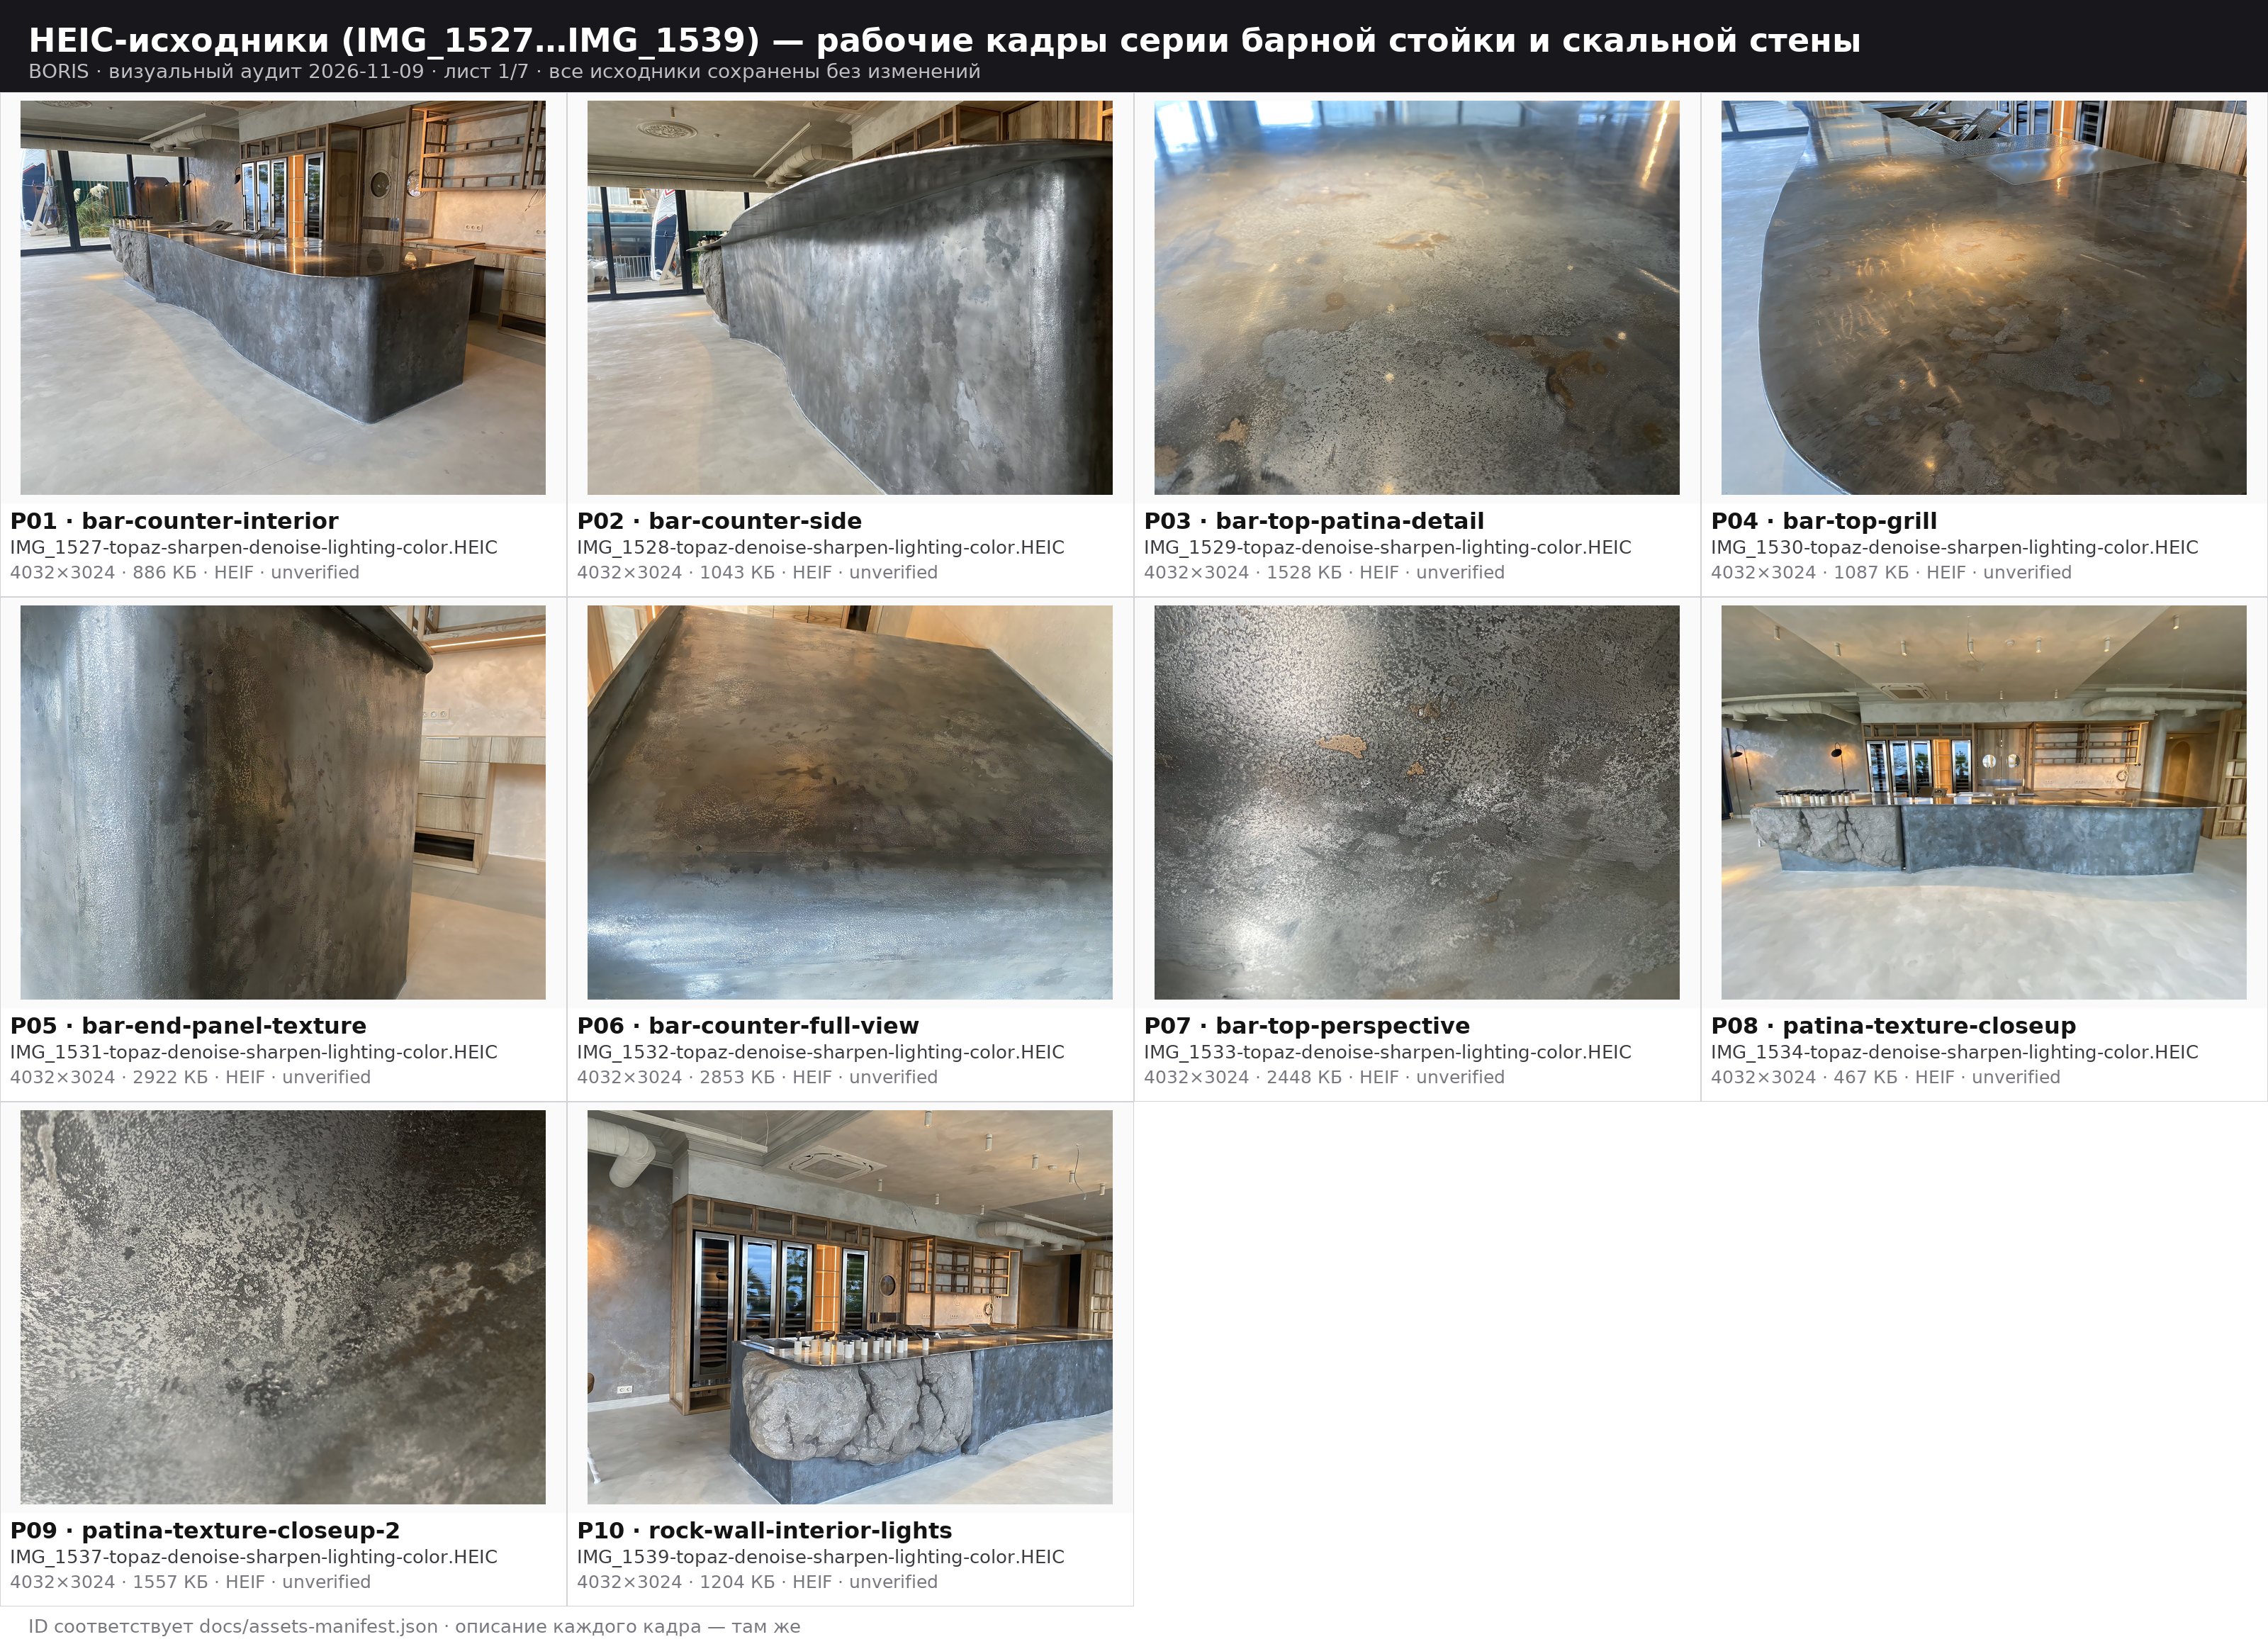 HEIC-исходники (IMG_1527…IMG_1539) — рабочие кадры серии барной стойки и скальной стены
BORIS · визуальный аудит 2026-11-09 · лист 1/7 · все исходники сохранены без изменений
P01 · bar-counter-interior
IMG_1527-topaz-sharpen-denoise-lighting-color.HEIC
4032×3024 · 886 КБ · HEIF · unverified
P02 · bar-counter-side
IMG_1528-topaz-denoise-sharpen-lighting-color.HEIC
4032×3024 · 1043 КБ · HEIF · unverified
P03 · bar-top-patina-detail
IMG_1529-topaz-denoise-sharpen-lighting-color.HEIC
4032×3024 · 1528 КБ · HEIF · unverified
P04 · bar-top-grill
IMG_1530-topaz-denoise-sharpen-lighting-color.HEIC
4032×3024 · 1087 КБ · HEIF · unverified
P05 · bar-end-panel-texture
IMG_1531-topaz-denoise-sharpen-lighting-color.HEIC
4032×3024 · 2922 КБ · HEIF · unverified
P06 · bar-counter-full-view
IMG_1532-topaz-denoise-sharpen-lighting-color.HEIC
4032×3024 · 2853 КБ · HEIF · unverified
P07 · bar-top-perspective
IMG_1533-topaz-denoise-sharpen-lighting-color.HEIC
4032×3024 · 2448 КБ · HEIF · unverified
P08 · patina-texture-closeup
IMG_1534-topaz-denoise-sharpen-lighting-color.HEIC
4032×3024 · 467 КБ · HEIF · unverified
P09 · patina-texture-closeup-2
IMG_1537-topaz-denoise-sharpen-lighting-color.HEIC
4032×3024 · 1557 КБ · HEIF · unverified
P10 · rock-wall-interior-lights
IMG_1539-topaz-denoise-sharpen-lighting-color.HEIC
4032×3024 · 1204 КБ · HEIF · unverified
ID соответствует docs/assets-manifest.json · описание каждого кадра — там же